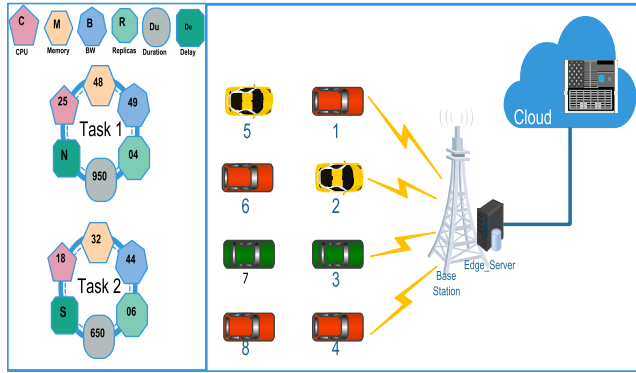 C M B R Du De
CPU Memory BW Replicas Duration Delay
48
25 49
Task 1
N 04
950
32
18 44
Task 2
S 06
650
5 1
6 2
7 3
8 4
Cloud
Edge_Server
Base
Station